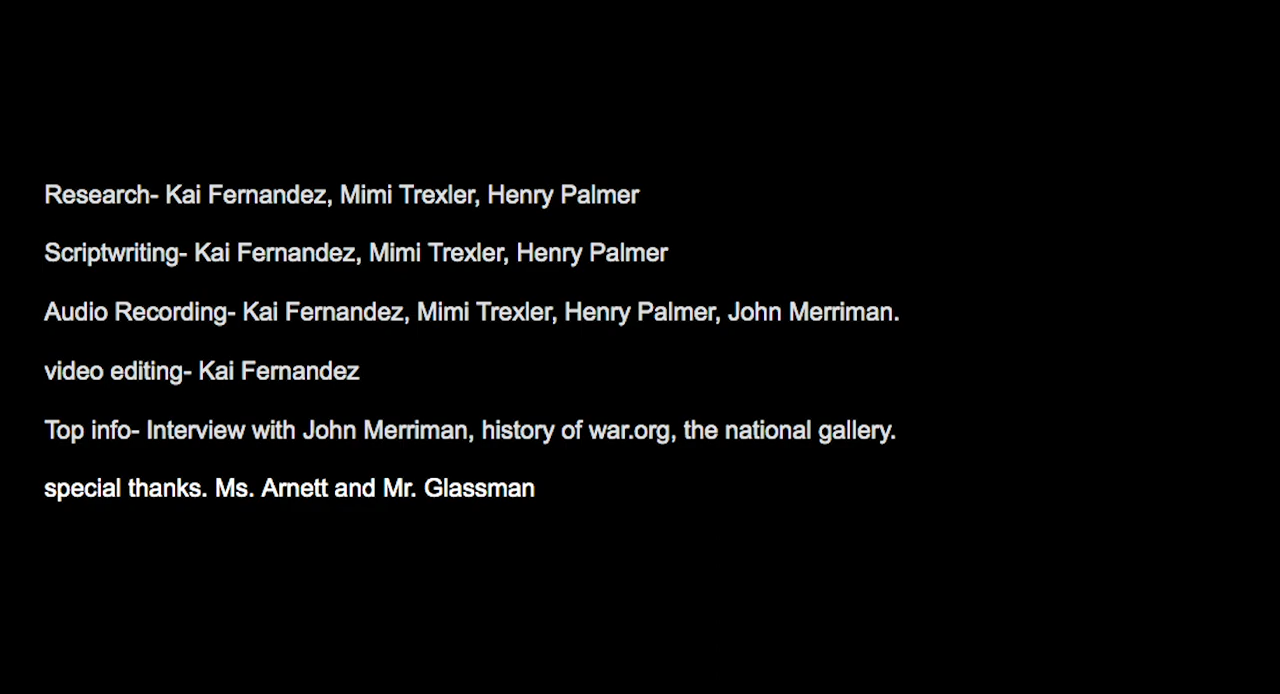 Research- Kai Fernandez, Mimi Trexler, Henry Palmer
Scriptwriting- Kai Fernandez, Mimi Trexler, Henry Palmer
Audio Recording- Kai Fernandez, Mimi Trexler, Henry Palmer, John Merriman.
video editing- Kai Fernandez
Top info- Interview with John Merriman, history of war.org, the national gallery.
special thanks. Ms. Arnett and Mr. Glassman